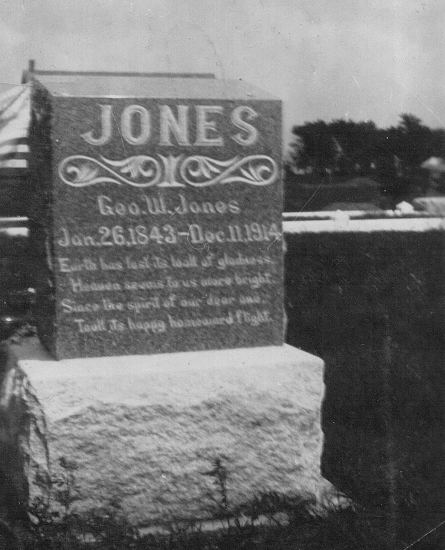 JONES
Geo. W. Jones
Jan. 26, 1843 – Dec. 11, 1914
Earth has lost its look of gladness.
Heaven seems to us more bright.
Since the spirit of our dear one.
Took its happy homeward flight.